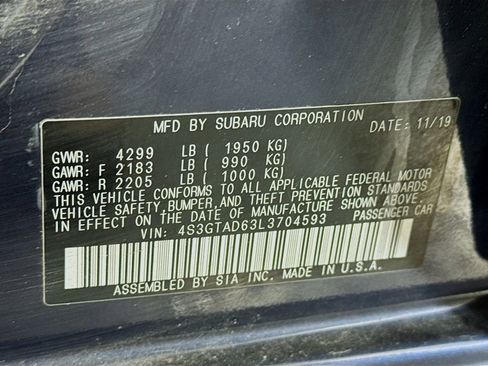 MFD BY SUBARU CORPORATION DATE: 11/19
GVWR: 4299 LB ( 1950 KG)
GAWR: F 2183 LB ( 990 KG)
GAWR: R 2205 LB ( 1000 KG)
THIS VEHICLE CONFORMS TO ALL APPLICABLE FEDERAL MOTOR
VEHICLE SAFETY,BUMPER,AND THEFT PREVENTION STANDARDS
IN EFFECT ON THE DATE OF MANUFACTURE SHOWN ABOVE.
VIN: 4S3GTAD63L3704593 PASSENGER CAR
ASSEMBLED BY SIA INC. MADE IN U.S.A.